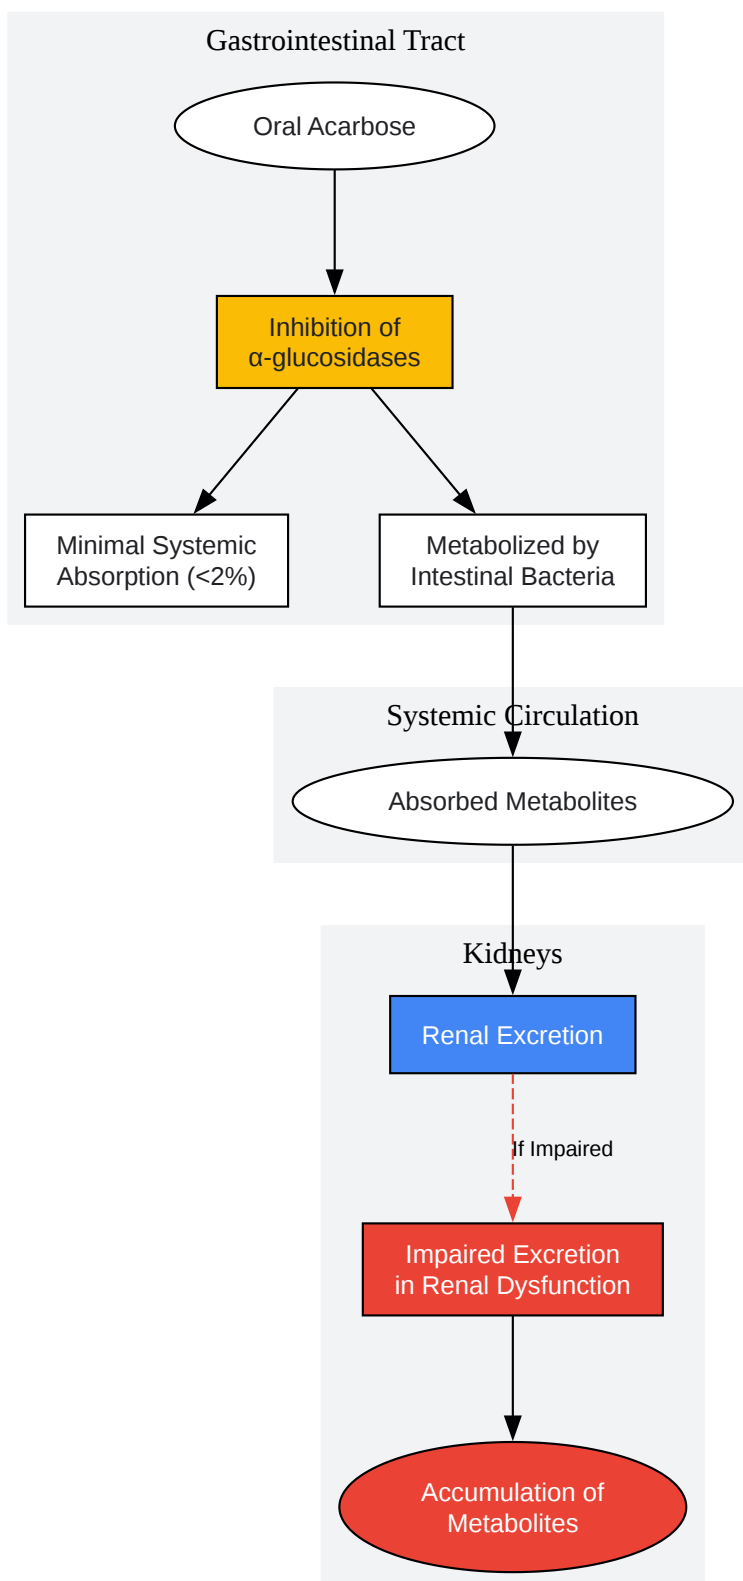 Gastrointestinal Tract
Oral Acarbose
Inhibition of
α-glucosidases
Minimal Systemic
Absorption (<2%)
Metabolized by
Intestinal Bacteria
Systemic Circulation
Absorbed Metabolites
Kidneys
Renal Excretion
If Impaired
Impaired Excretion
in Renal Dysfunction
Accumulation of
Metabolites